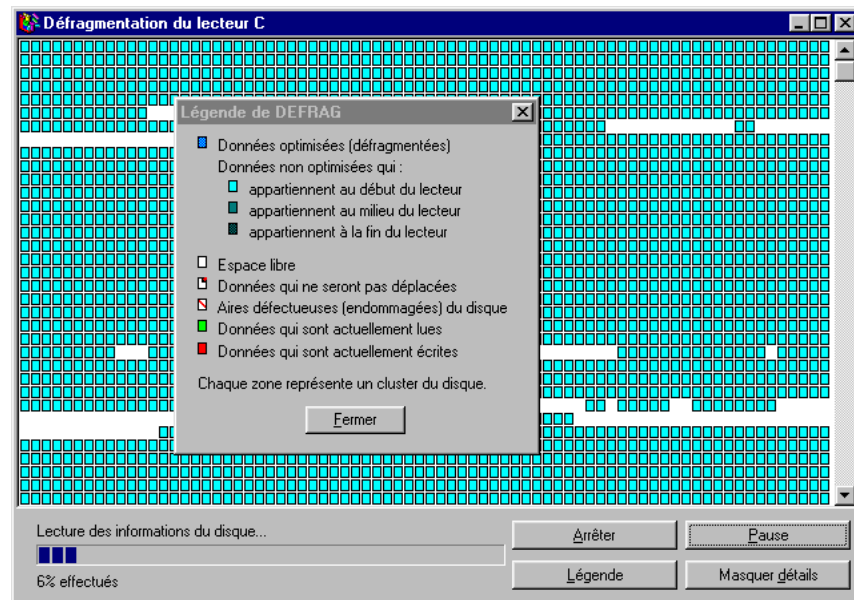 Défragmentation du lecteur C
Légende de DEFRAG
Données optimisées (défragmentées)
Données non optimisées qui :
appartiennent au début du lecteur
appartiennent au milieu du lecteur
appartiennent à la fin du lecteur
Espace libre
Données qui ne seront pas déplacées
Aires défectueuses (endommagées) du disque
Données qui sont actuellement lues
Données qui sont actuellement écrites
Chaque zone représente un cluster du disque.
Fermer
Lecture des informations du disque...
6% effectués
Arrêter
Pause
Légende
Masquer détails